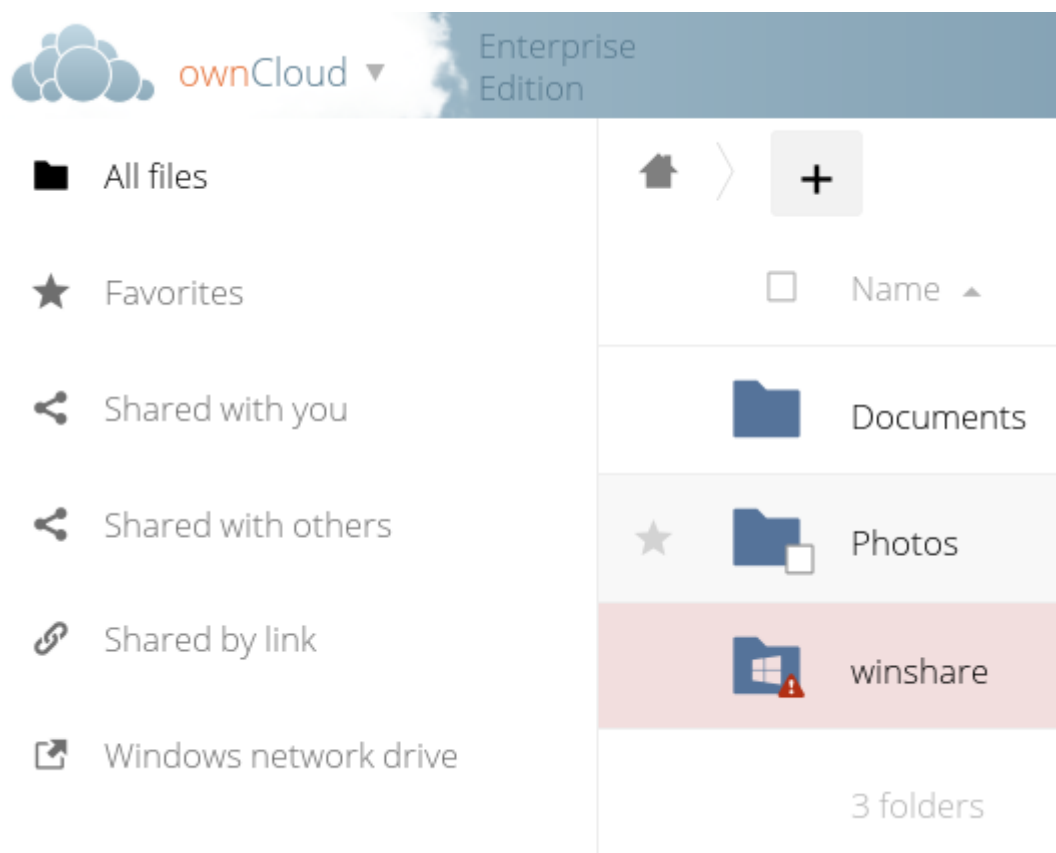 ownCloud
Enterprise
Edition
All files
Favorites
Shared with you
Shared with others
Shared by link
Windows network drive
Name
Documents
Photos
winshare
3 folders